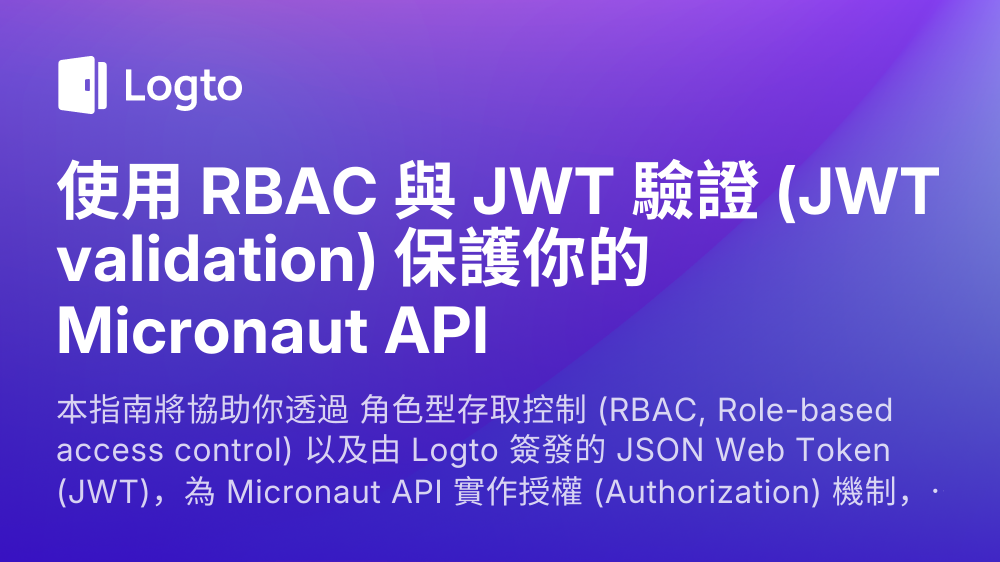 Logto
使用 RBAC 與 JWT 驗證 (JWT
validation) 保護你的
Micronaut API
本指南將協助你透過 角色型存取控制 (RBAC, Role-based
access control) 以及由 Logto 簽發的 JSON Web Token
(JWT)，為 Micronaut API 實作授權 (Authorization) 機制，·